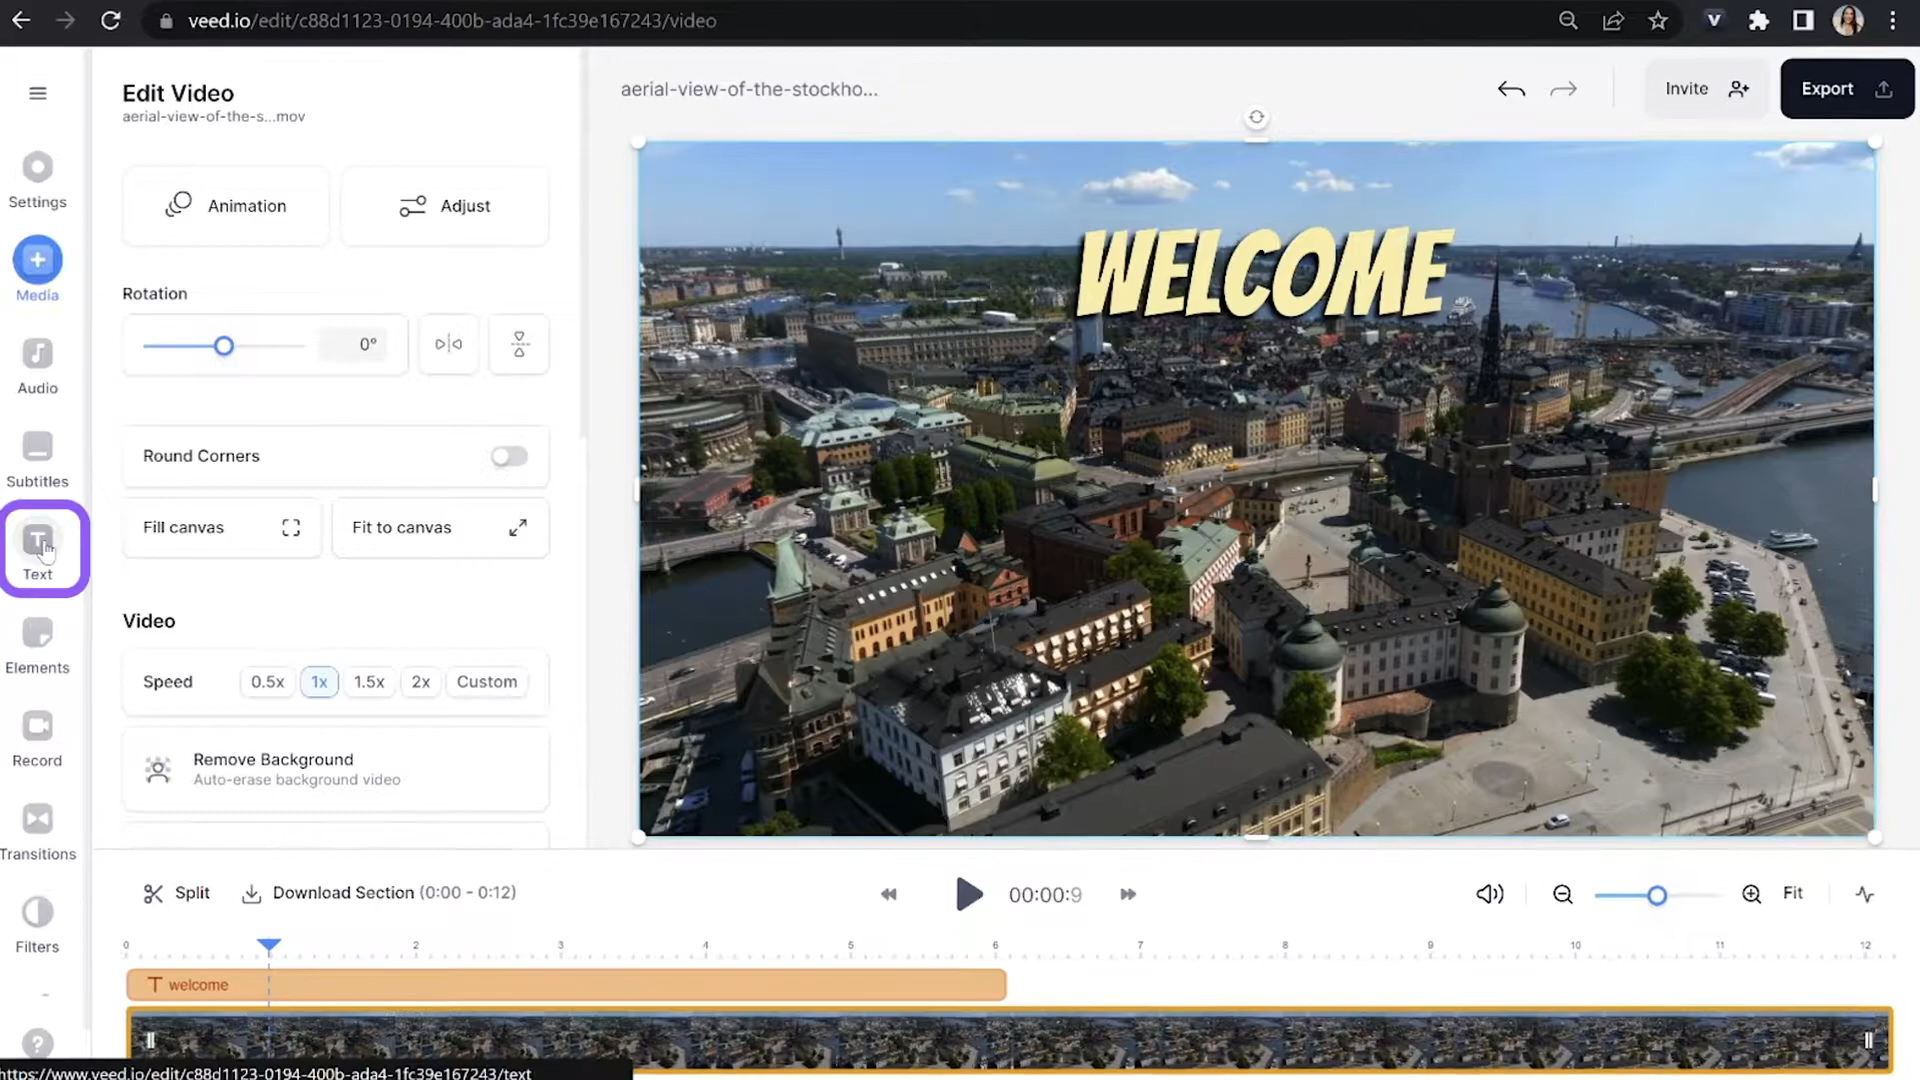 veed.io/edit/c88d1123-0194-400b-ada4-1fc39e167243/video
Edit Video
aerial-view-of-the-s...mov
aerial-view-of-the-stockho...
Invite
Export
Settings
Media
Audio
Subtitles
Text
Elements
Record
Transitions
Filters
Animation
Adjust
Rotation
0°
Round Corners
Fill canvas
Fit to canvas
Video
Speed
0.5x
1x
1.5x
2x
Custom
Remove Background
Auto-erase background video
WELCOME
Split
Download Section (0:00 - 0:12)
00:00:9
Fit
0 2 3 4 5 6 7 8 9 10 11 12
T welcome
https://www.veed.io/edit/c88d1123-0194-400b-ada4-1fc39e167243/text